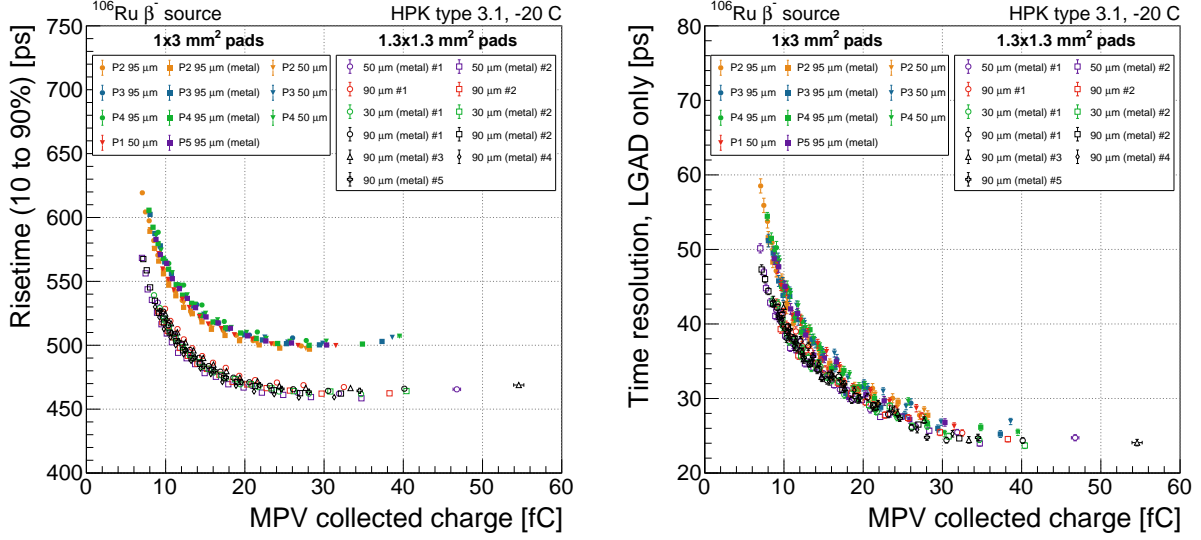 ¹⁰⁶Ru β⁻ source HPK type 3.1, -20 C
1x3 mm² pads 1.3x1.3 mm² pads
P2 95 μm P2 95 μm (metal) P2 50 μm
P3 95 μm P3 95 μm (metal) P3 50 μm
P4 95 μm P4 95 μm (metal) P4 50 μm
P1 50 μm P5 95 μm (metal)
50 μm (metal) #1 50 μm (metal) #2
90 μm #1 90 μm #2
30 μm (metal) #1 30 μm (metal) #2
90 μm (metal) #1 90 μm (metal) #2
90 μm (metal) #3 90 μm (metal) #4
90 μm (metal) #5
Risetime (10 to 90%) [ps]
750
700
650
600
550
500
450
400
0 10 20 30 40 50 60
MPV collected charge [fC]
¹⁰⁶Ru β⁻ source HPK type 3.1, -20 C
1x3 mm² pads 1.3x1.3 mm² pads
P2 95 μm P2 95 μm (metal) P2 50 μm
P3 95 μm P3 95 μm (metal) P3 50 μm
P4 95 μm P4 95 μm (metal) P4 50 μm
P1 50 μm P5 95 μm (metal)
50 μm (metal) #1 50 μm (metal) #2
90 μm #1 90 μm #2
30 μm (metal) #1 30 μm (metal) #2
90 μm (metal) #1 90 μm (metal) #2
90 μm (metal) #3 90 μm (metal) #4
90 μm (metal) #5
Time resolution, LGAD only [ps]
80
70
60
50
40
30
20
0 10 20 30 40 50 60
MPV collected charge [fC]